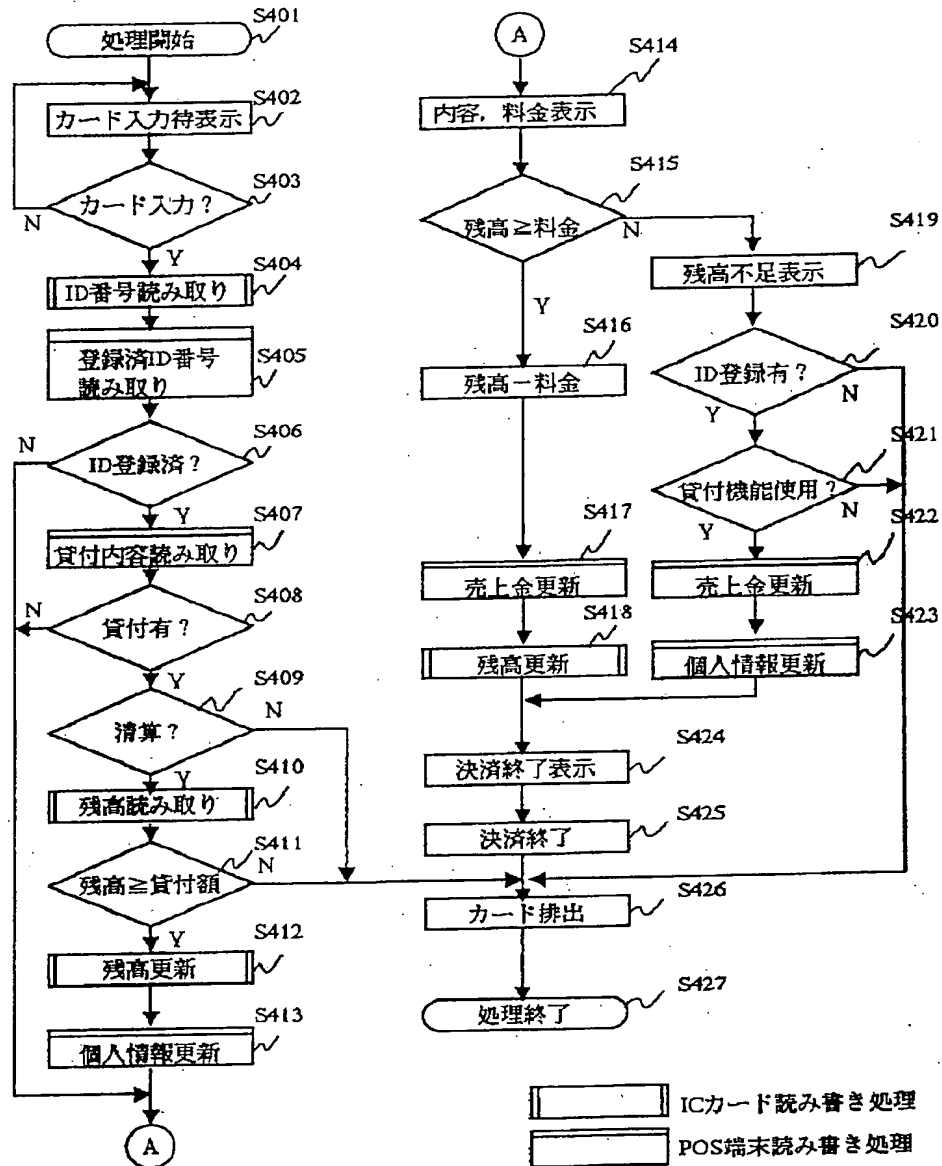 S401
処理開始
S402
カード入力待表示
S403
カード入力？
N
Y
S404
ID番号読み取り
登録済ID番号
読み取り
S405
S406
N
ID登録済？
Y
S407
貸付内容読み取り
S408
N
貸付有？
Y
S409
清算？
N
Y
S410
残高読み取り
S411
残高≧貸付額
N
Y
S412
残高更新
S413
個人情報更新
A
A
S414
内容，料金表示
S415
残高≧料金
N
Y
S416
残高－料金
S417
売上金更新
S418
残高更新
S419
残高不足表示
S420
ID登録有？
Y
N
S421
貸付機能使用？
Y
N
S422
売上金更新
S423
個人情報更新
S424
決済終了表示
S425
決済終了
S426
カード排出
S427
処理終了
ICカード読み書き処理
POS端末読み書き処理